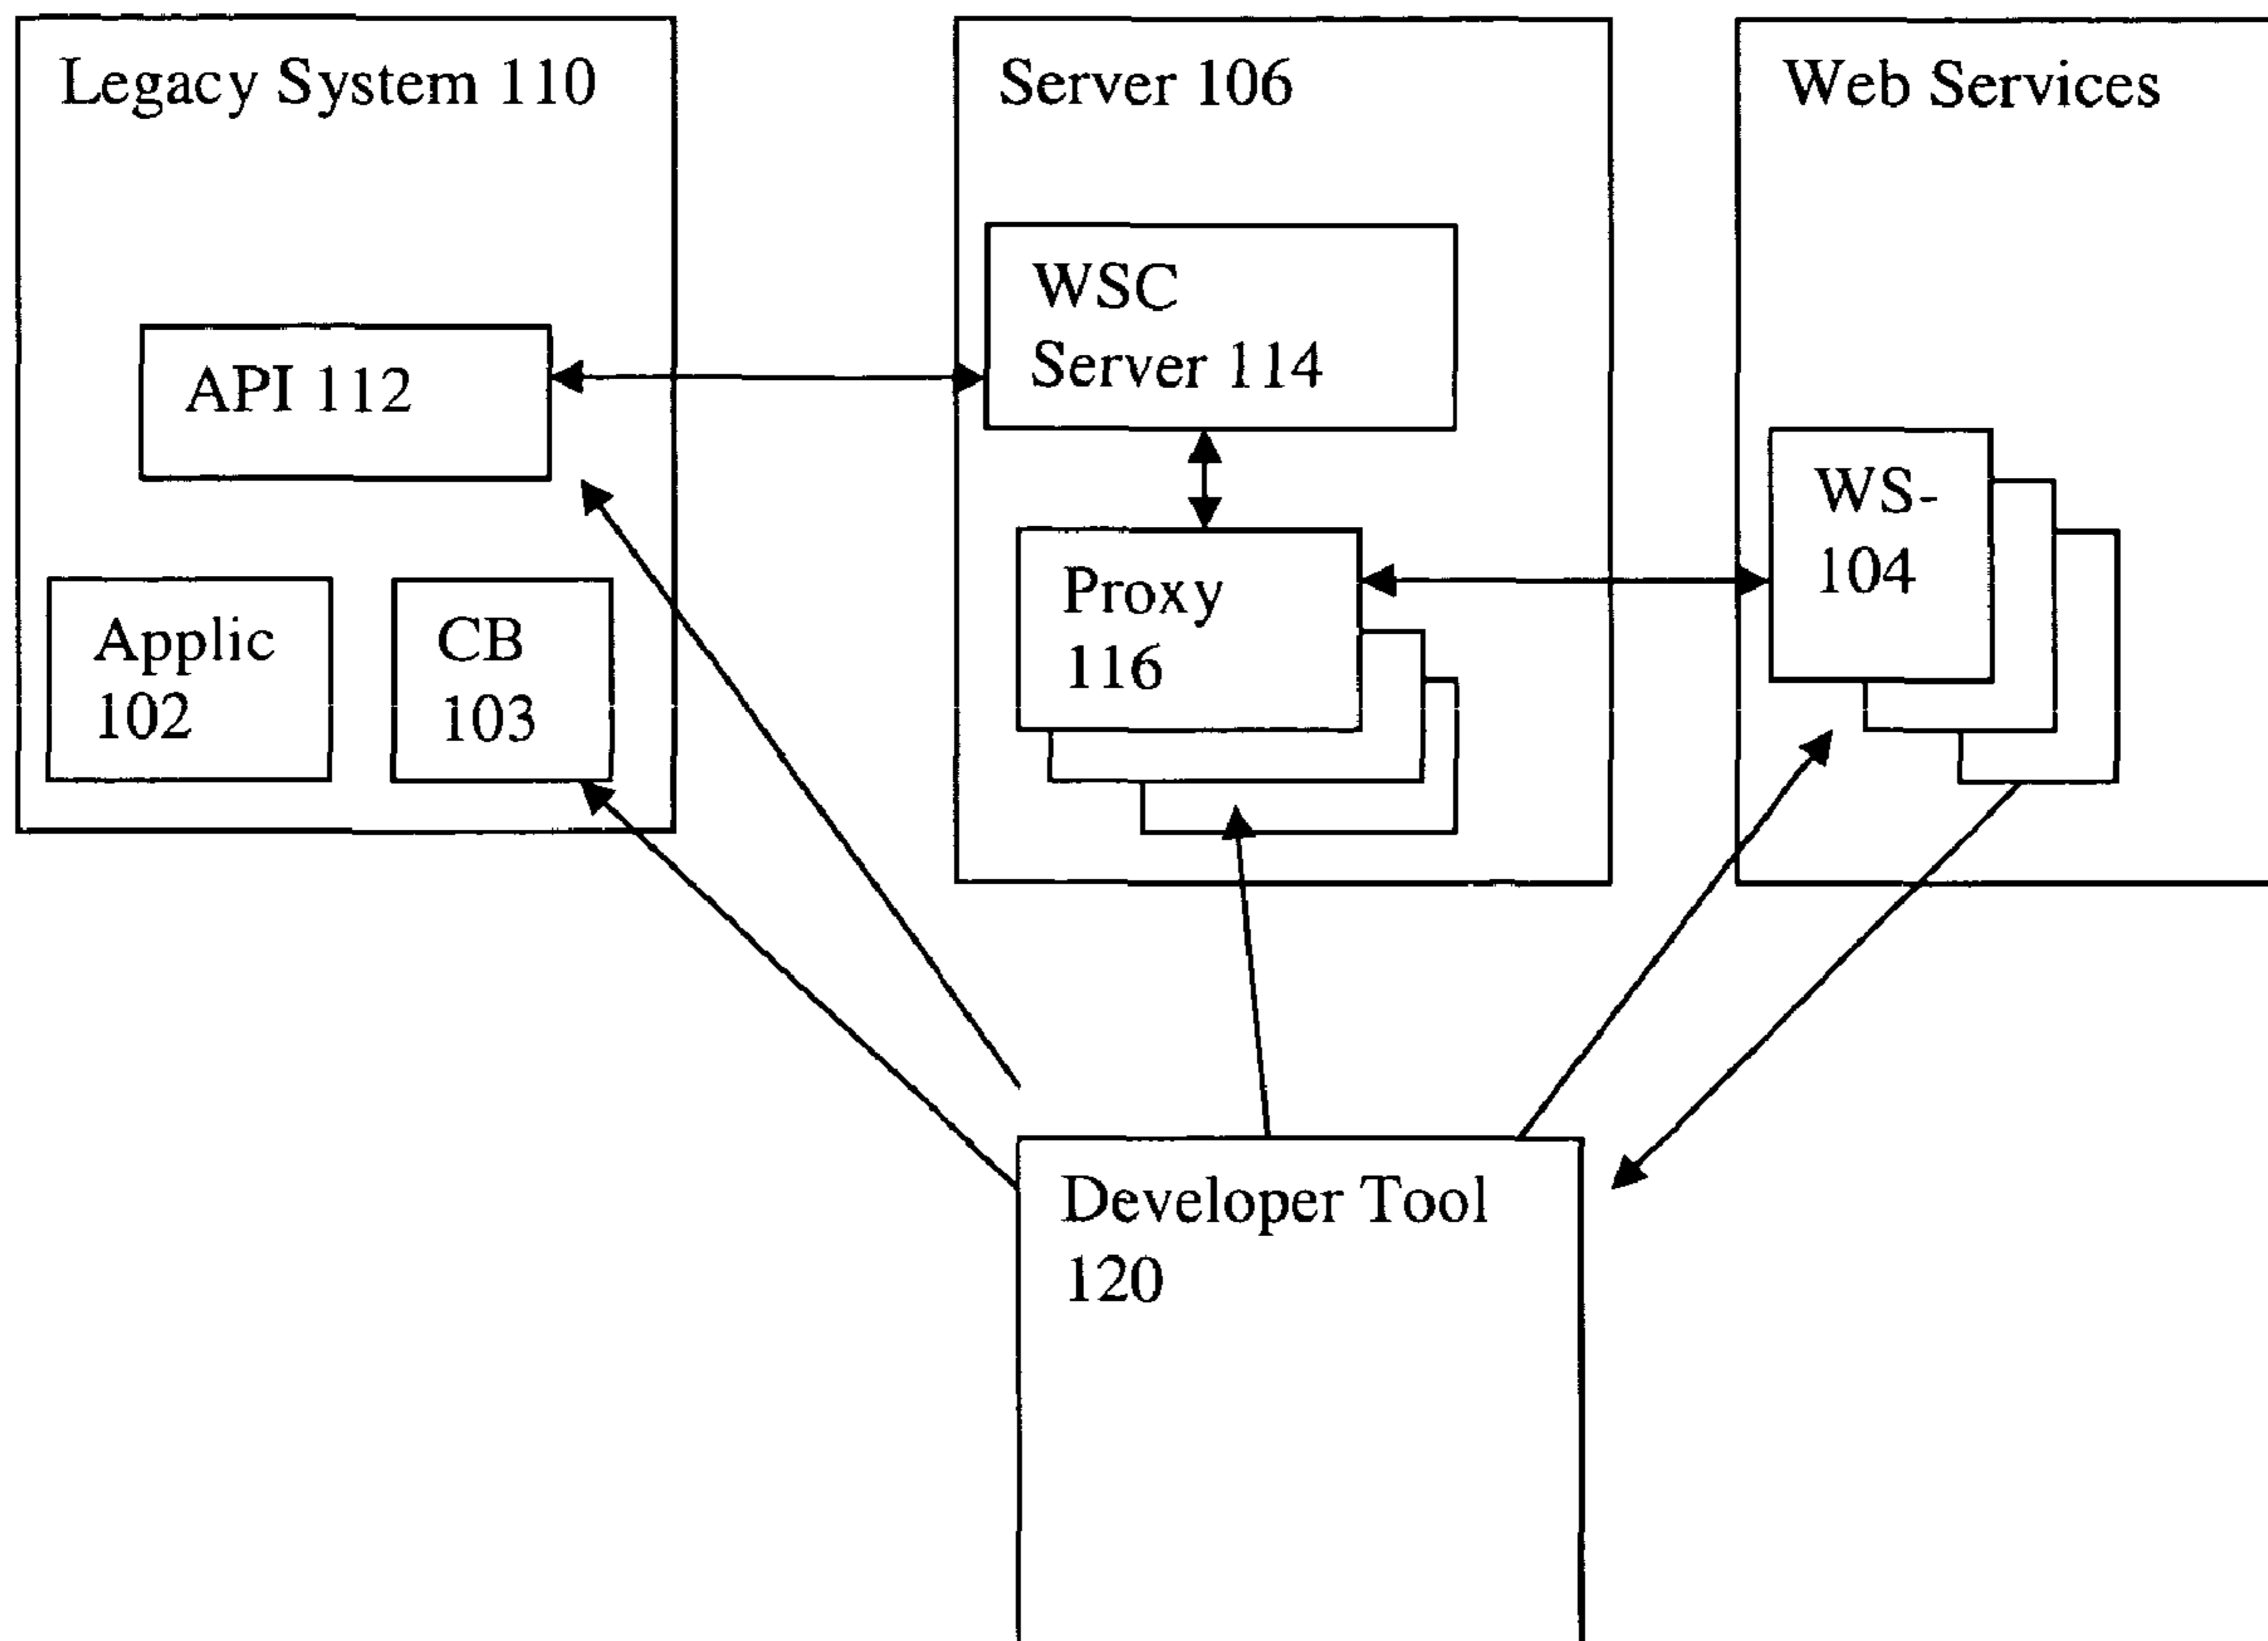 Legacy System 110
API 112
Applic
102
CB
103
Server 106
WSC
Server 114
Proxy
116
Web Services
WS-
104
Developer Tool
120